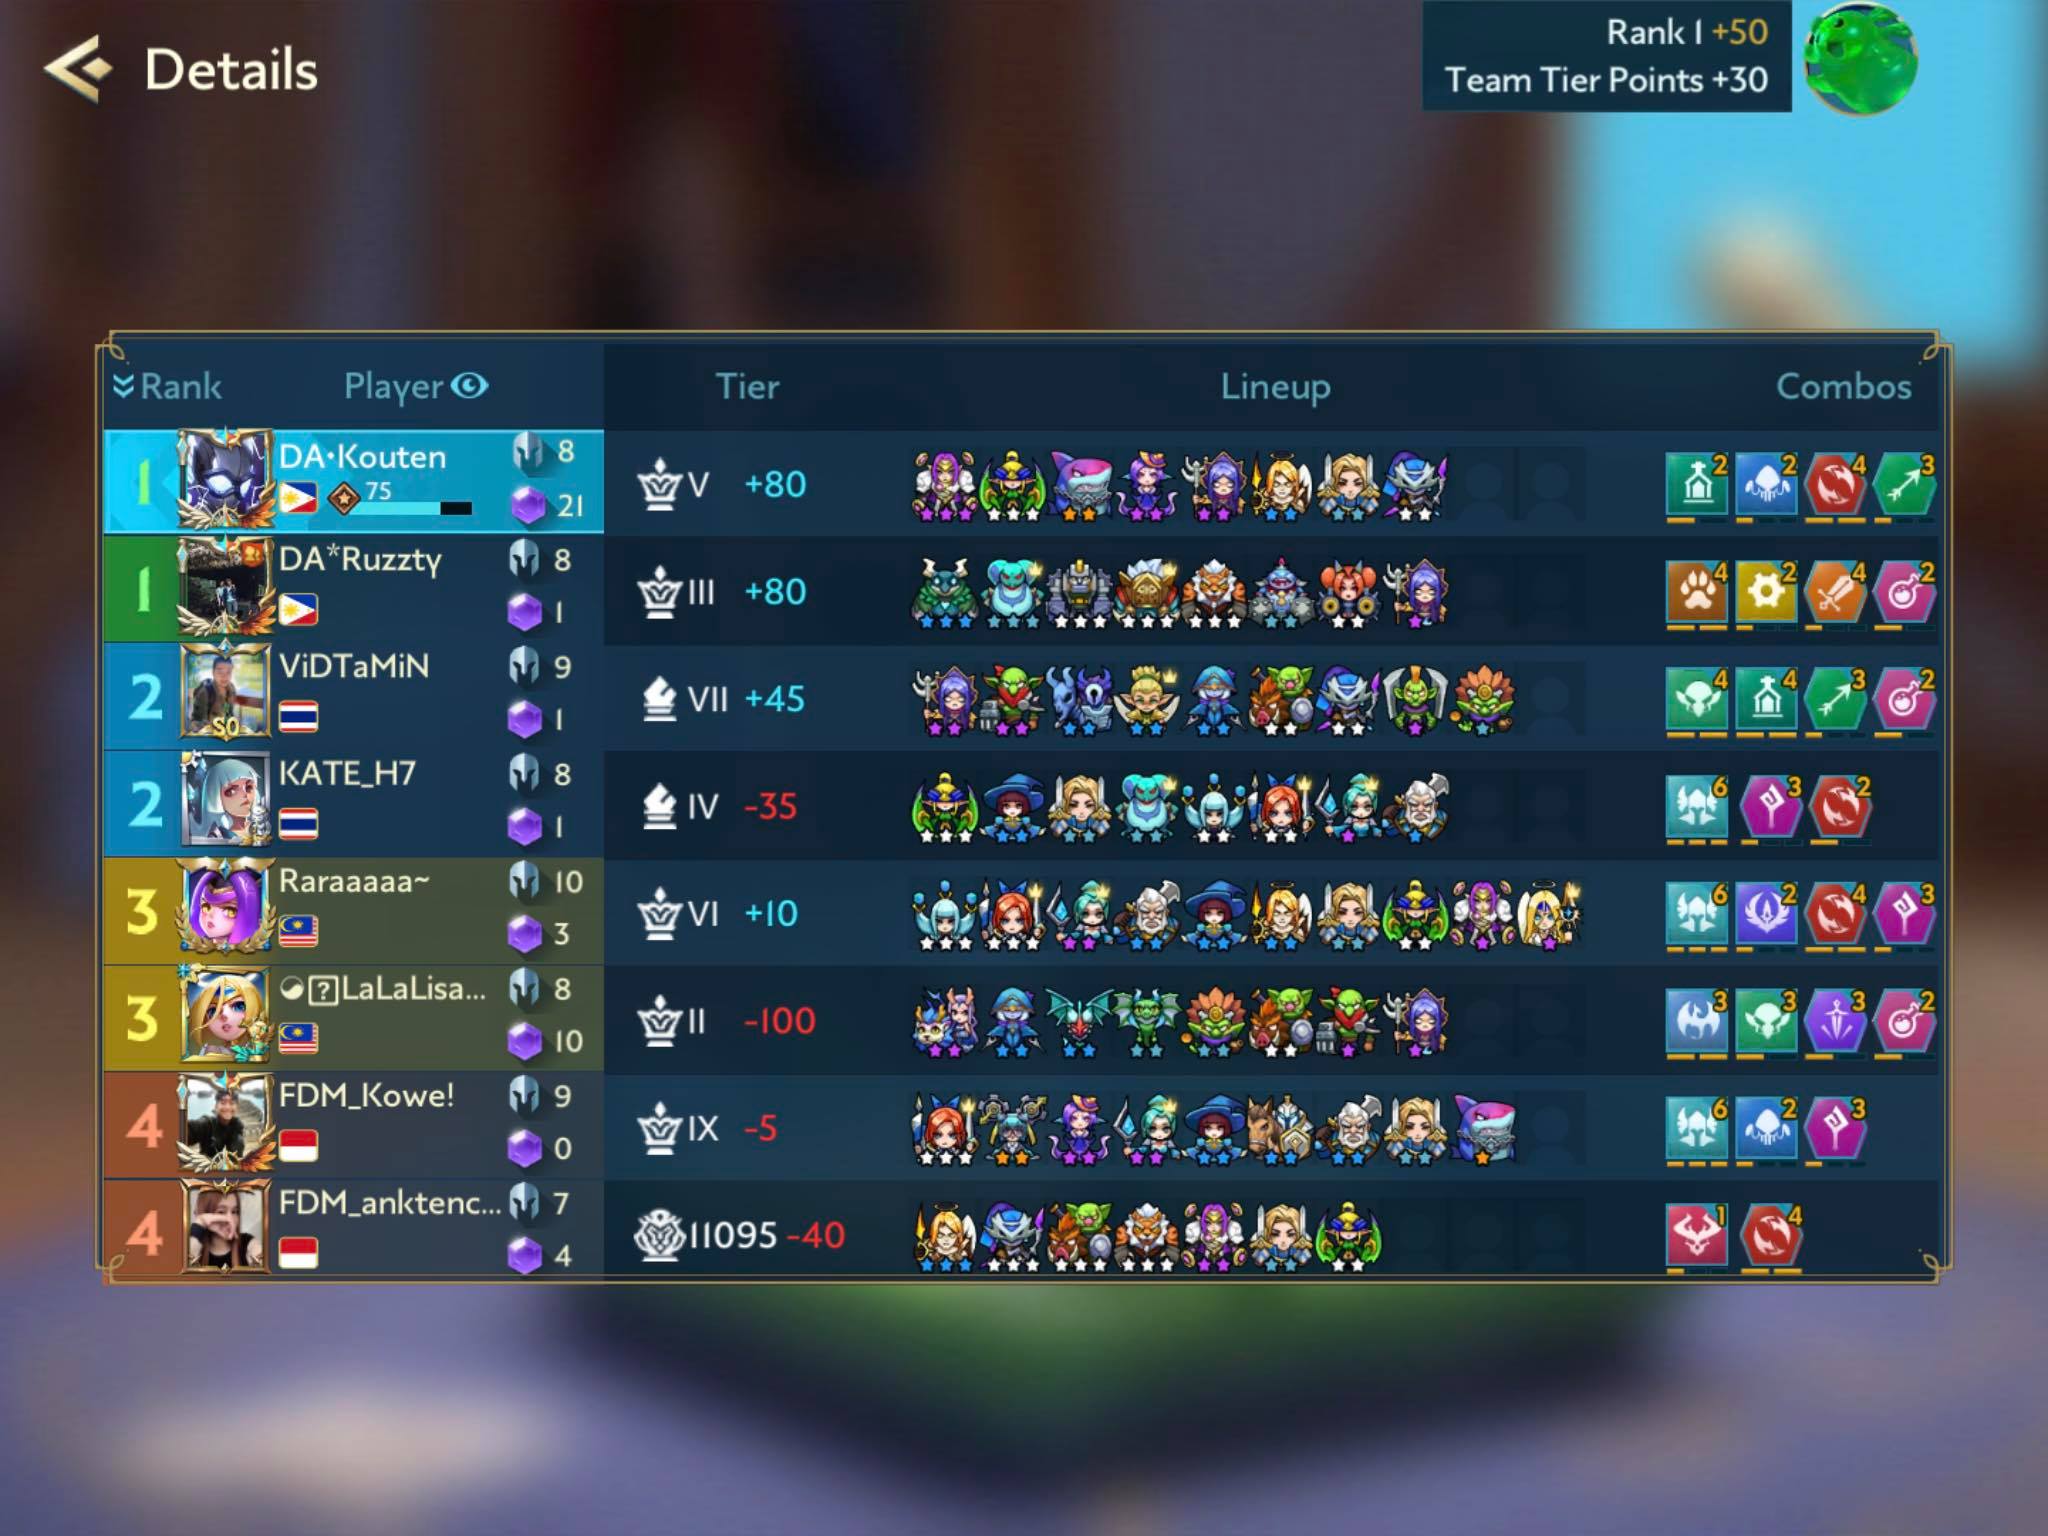 Details
Rank 1 +50
Team Tier Points +30
Rank Player Tier Lineup Combos
1 DA•Kouten 8 V +80 2 2 4 3
75 21
1 DA*Ruzzty 8 III +80 4 2 4 2
1
2 ViDTaMiN 9 VII +45 4 4 3 2
SO 1
2 KATE_H7 8 IV -35 6 3 2
1
3 Raraaaaa~ 10 VI +10 6 2 4 3
3
3 ?LaLaLisa... 8 II -100 3 3 3 2
10
4 FDM_Kowe! 9 IX -5 6 2 3
0
4 FDM_anktenc... 7 11095 -40 1 4
4